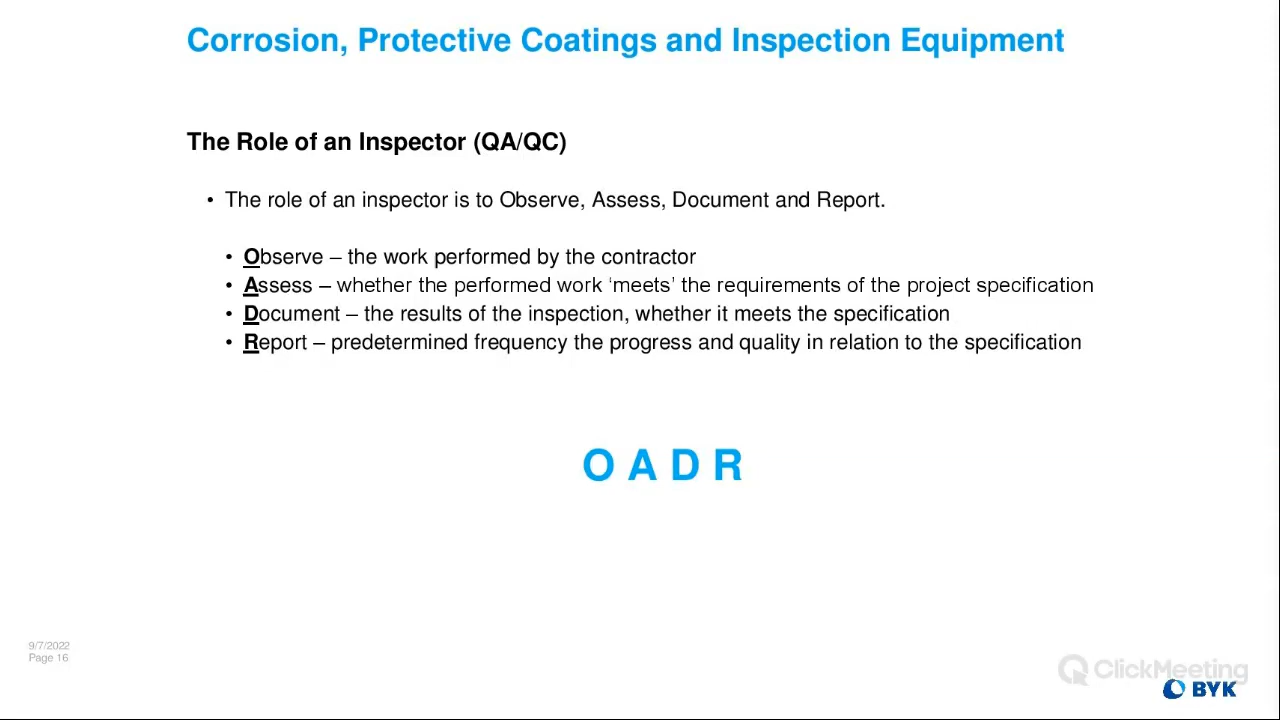 Corrosion, Protective Coatings and Inspection Equipment
The Role of an Inspector (QA/QC)
• The role of an inspector is to Observe, Assess, Document and Report.
• Observe – the work performed by the contractor
• Assess – whether the performed work ‘meets’ the requirements of the project specification
• Document – the results of the inspection, whether it meets the specification
• Report – predetermined frequency the progress and quality in relation to the specification
O A D R
9/7/2022
Page 16
ClickMeeting
BYK